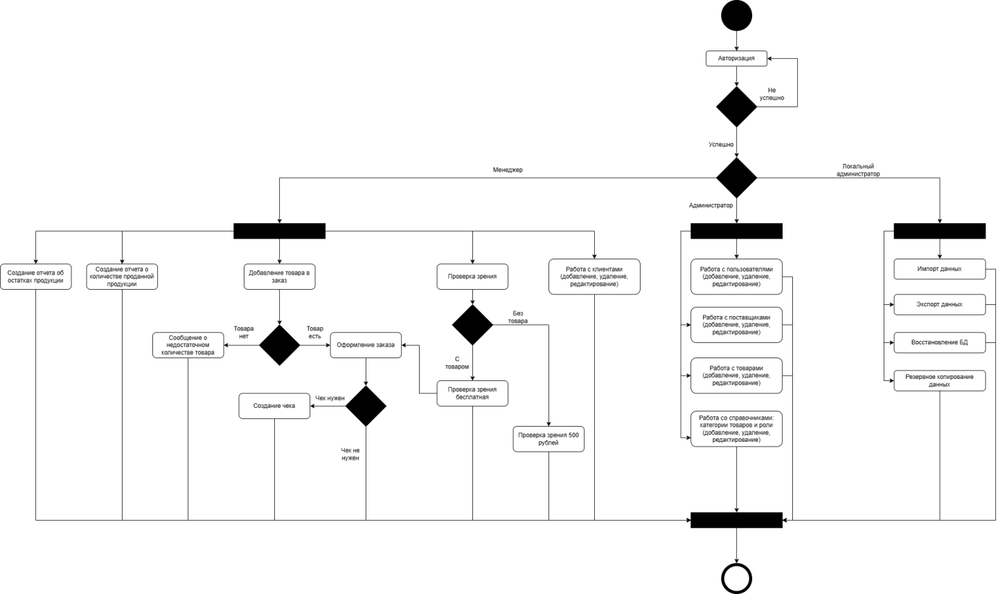 Авторизация
Не
успешно
Успешно
Менеджер
Локальный
администратор
Администратор
Создание отчета об
остатках продукции
Создание отчета о
количестве проданной
продукции
Добавление товара в
заказ
Проверка зрения
Работа с клиентами
(добавление, удаление,
редактирование)
Работа с пользователями
(добавление, удаление,
редактирование)
Импорт данных
Экспорт данных
Без
товара
Работа с поставщиками
(добавление, удаление,
редактирование)
Товара
нет
Товар
есть
Сообщение о
недостаточном
количестве товара
Оформление заказа
Восстановление БД
С
товаром
Работа с товарами
(добавление, удаление,
редактирование)
Резервное копирование
данных
Проверка зрения
бесплатная
Чек нужен
Создание чека
Работа со справочниками:
категории товаров и роли
(добавление, удаление,
редактирование)
Проверка зрения 500
рублей
Чек не
нужен